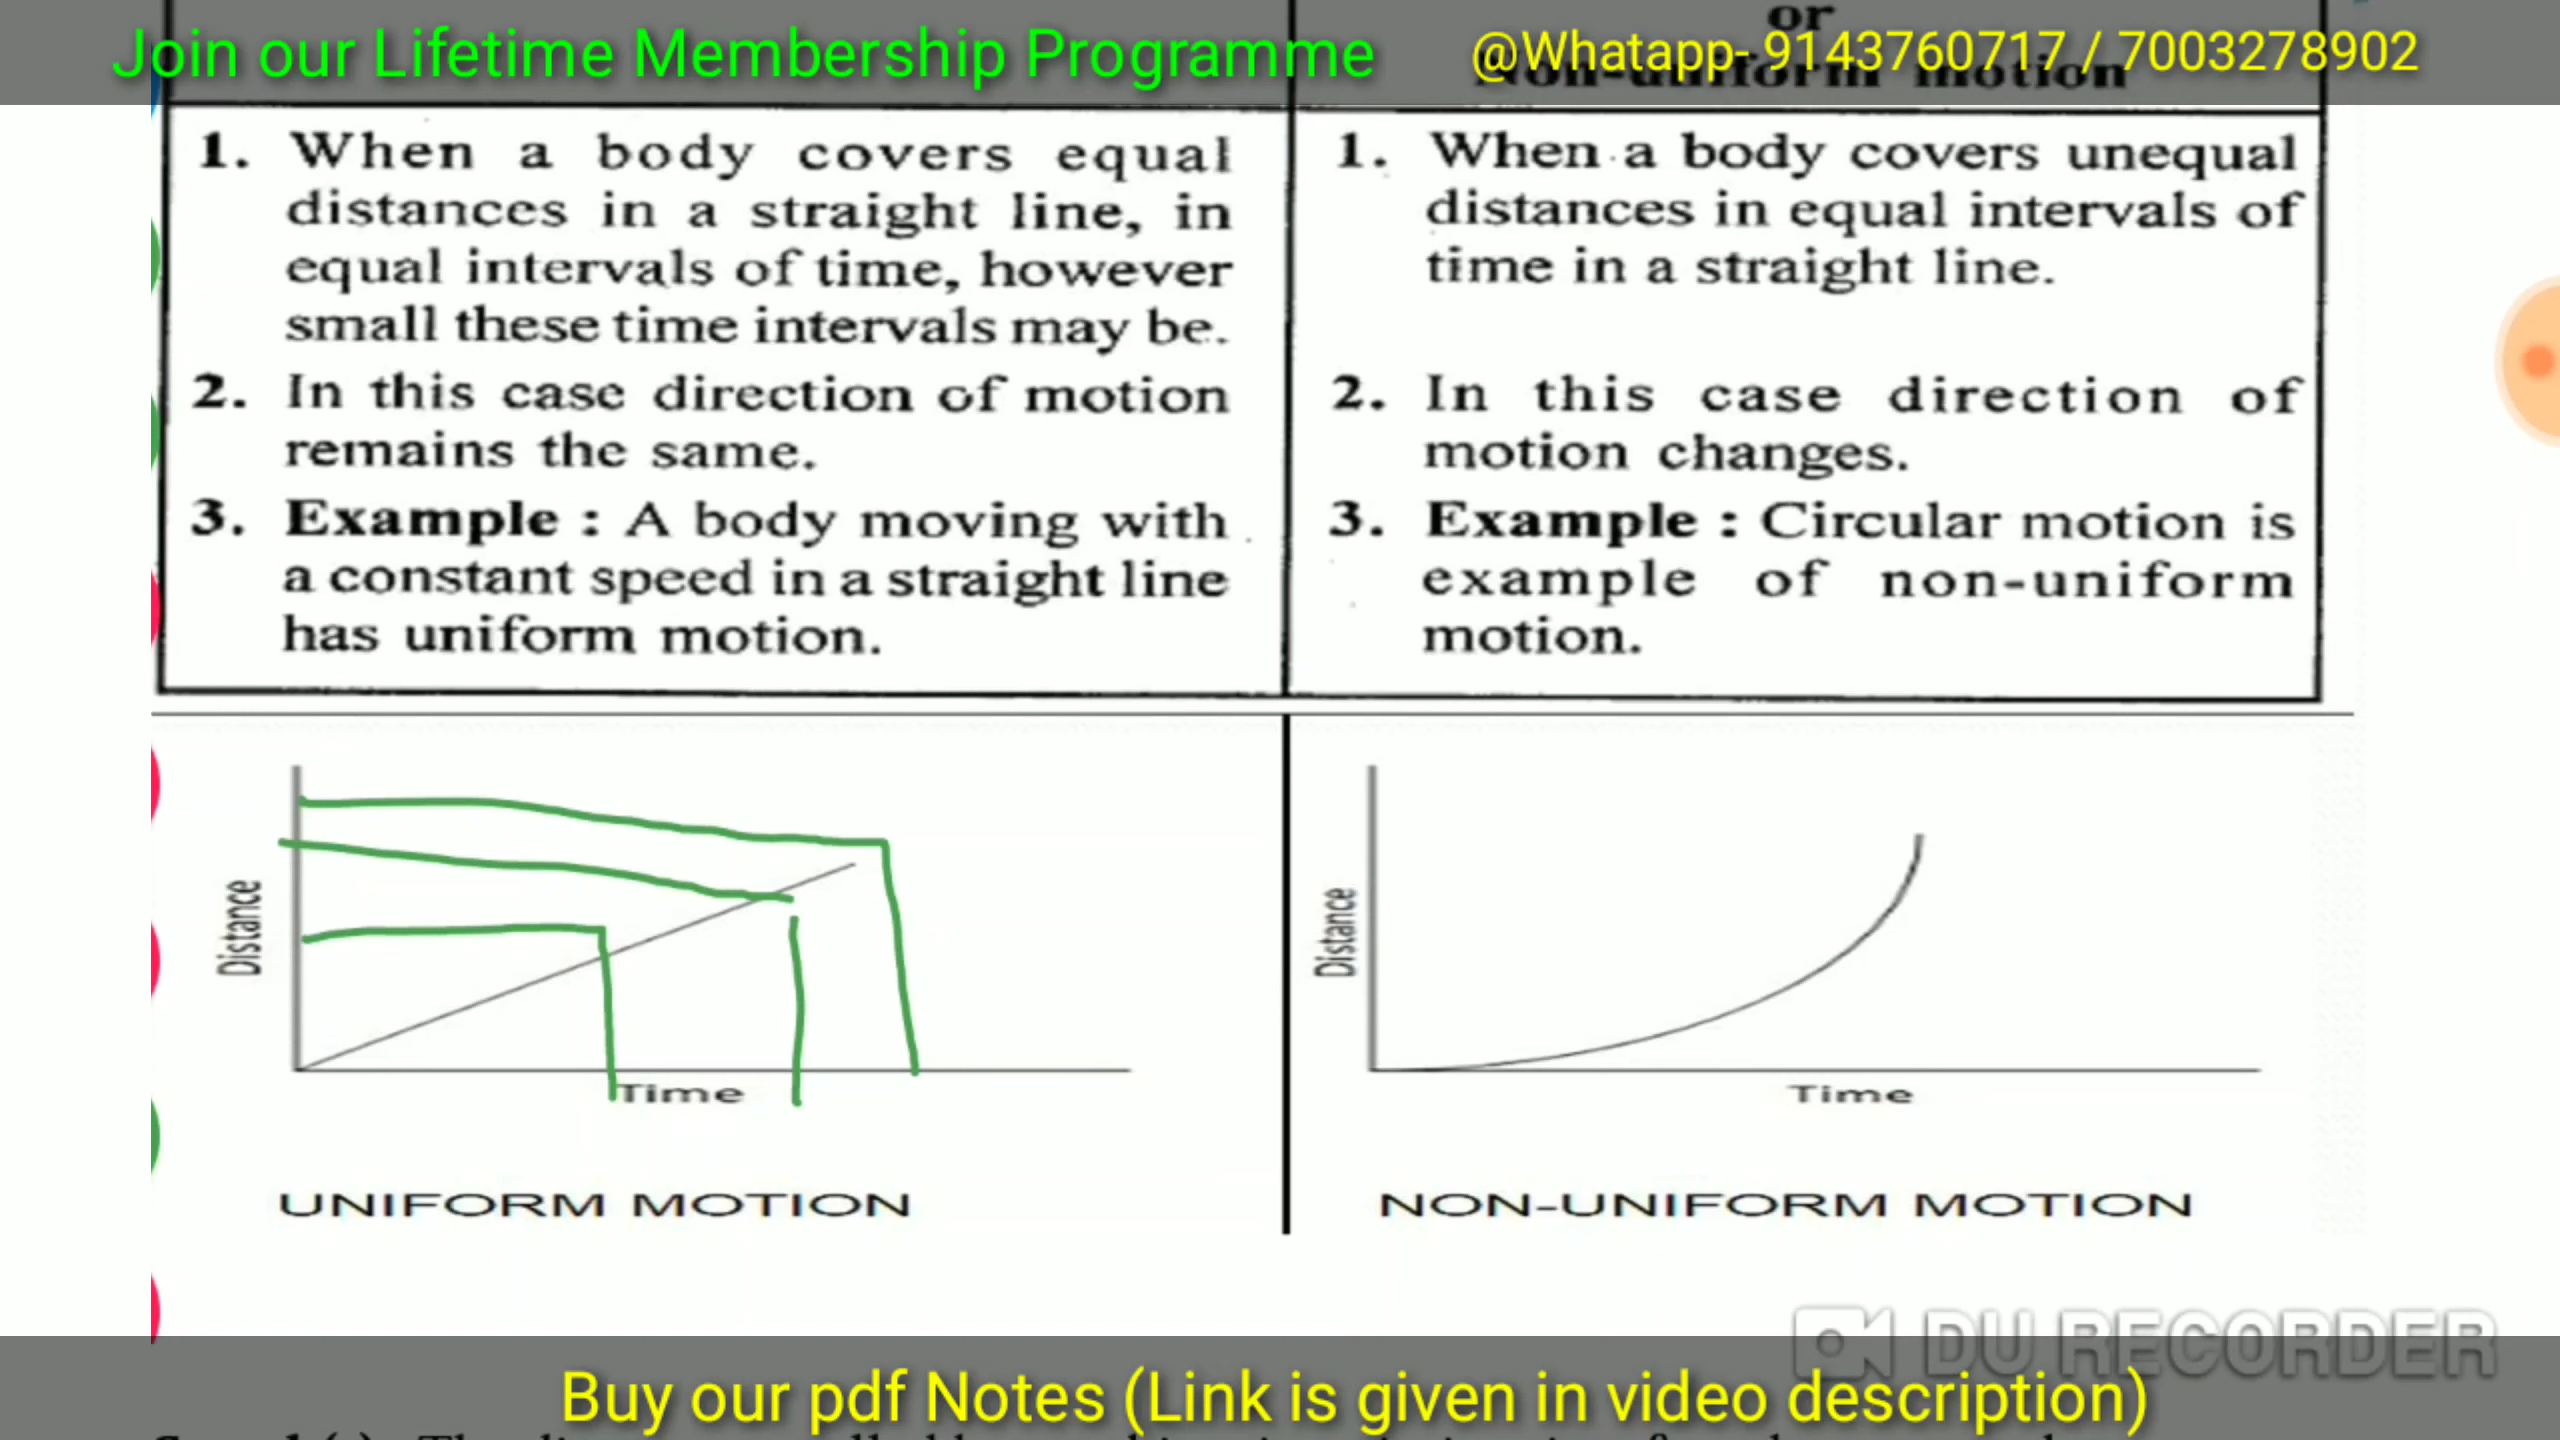 Join our Lifetime Membership Programme
@Whatapp- 9143760717 / 7003278902
or
Non-uniform motion
1. When a body covers equal
distances in a straight line, in
equal intervals of time, however
small these time intervals may be.
2. In this case direction of motion
remains the same.
3. Example : A body moving with
a constant speed in a straight line
has uniform motion.
1. When a body covers unequal
distances in equal intervals of
time in a straight line.
2. In this case direction of
motion changes.
3. Example : Circular motion is
example of non-uniform
motion.
Distance
Time
UNIFORM MOTION
Distance
Time
NON-UNIFORM MOTION
DU RECORDER
Buy our pdf Notes (Link is given in video description)